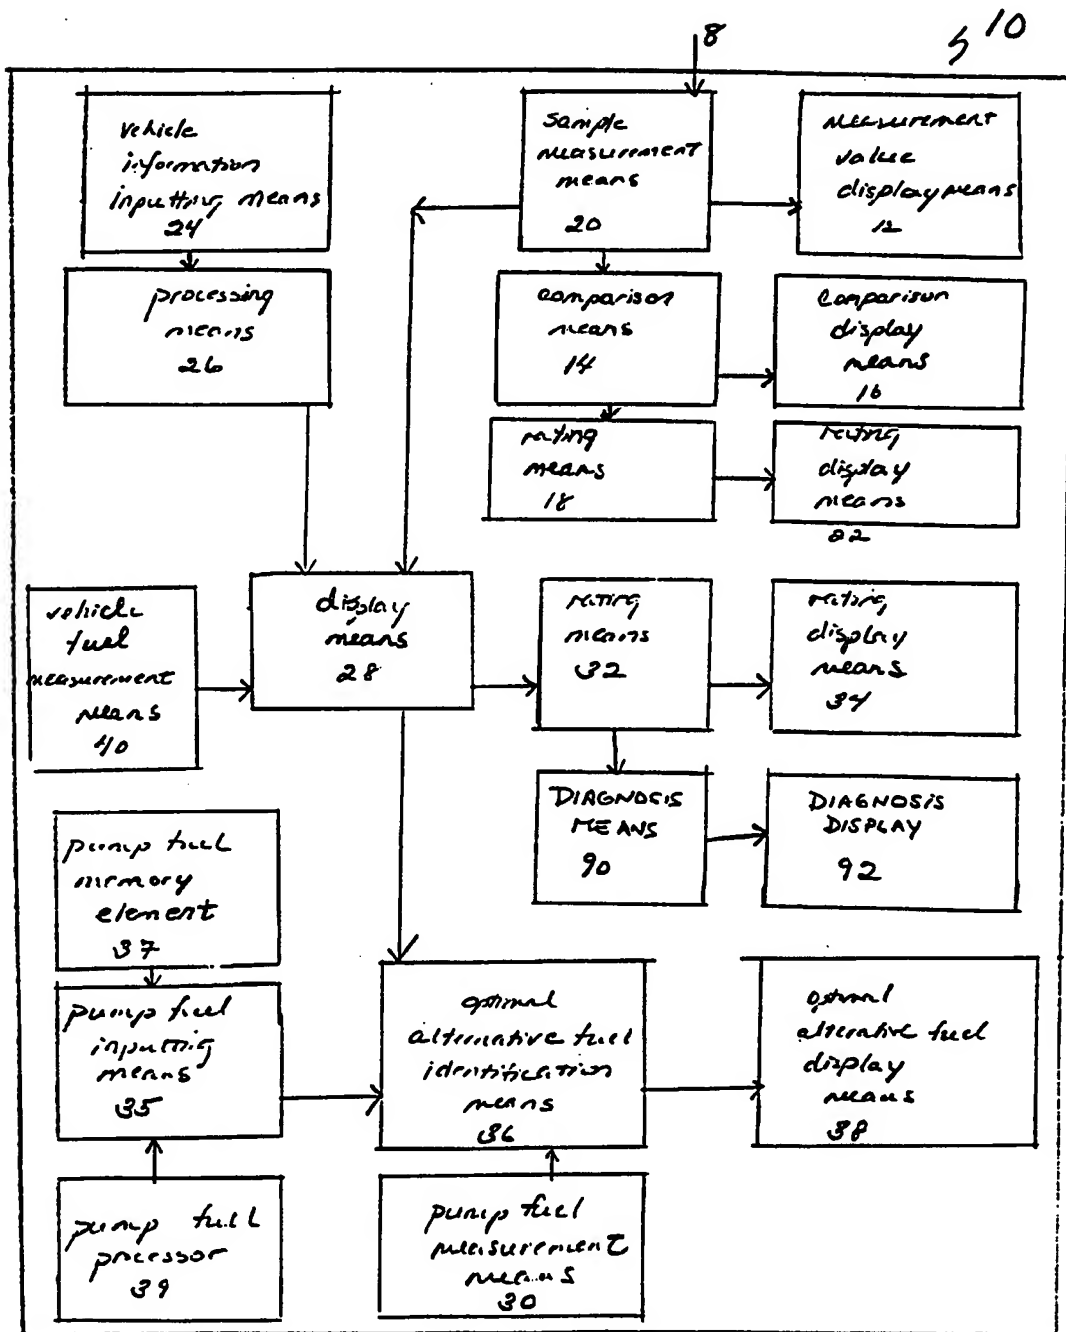 8
10
vehicle
information
inputting means
24
sample
measurement
means
20
measurement
value
display means
12
processing
means
26
comparison
means
14
comparison
display
means
16
rating
means
18
rating
display
means
22
vehicle
fuel
measurement
means
40
display
means
28
rating
means
32
rating
display
means
34
DIAGNOSIS
MEANS
90
DIAGNOSIS
DISPLAY
92
pump fuel
memory
element
37
pump fuel
inputting
means
35
optimal
alternative fuel
identification
means
36
optimal
alterative fuel
display
means
38
pump fuel
processor
39
pump fuel
measurement
means
30